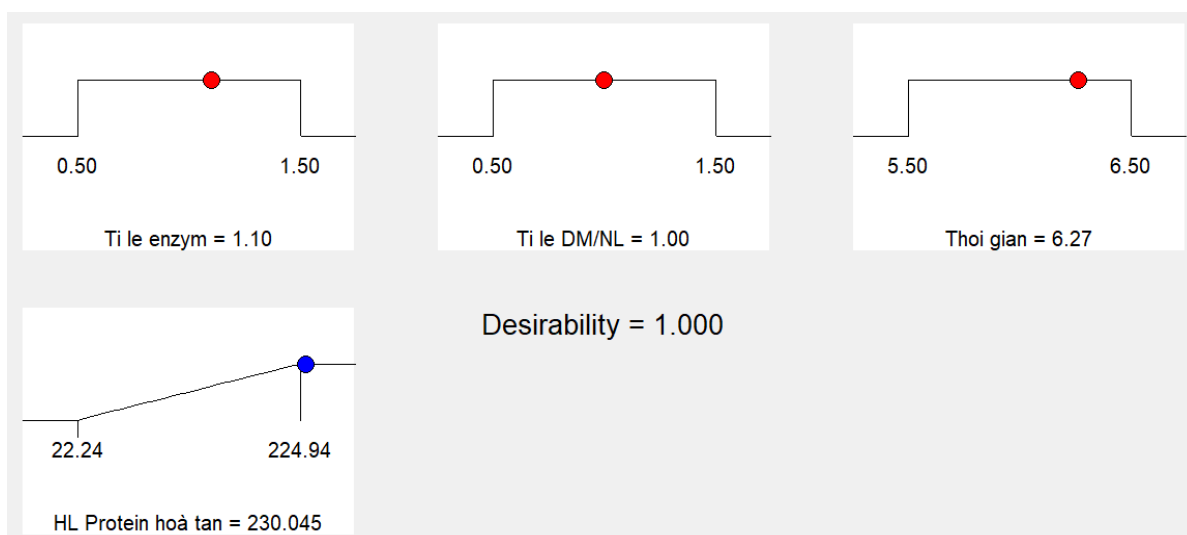 0.50 1.50
Ti le enzym = 1.10
0.50 1.50
Ti le DM/NL = 1.00
5.50 6.50
Thoi gian = 6.27
22.24 224.94
HL Protein hoà tan = 230.045
Desirability = 1.000